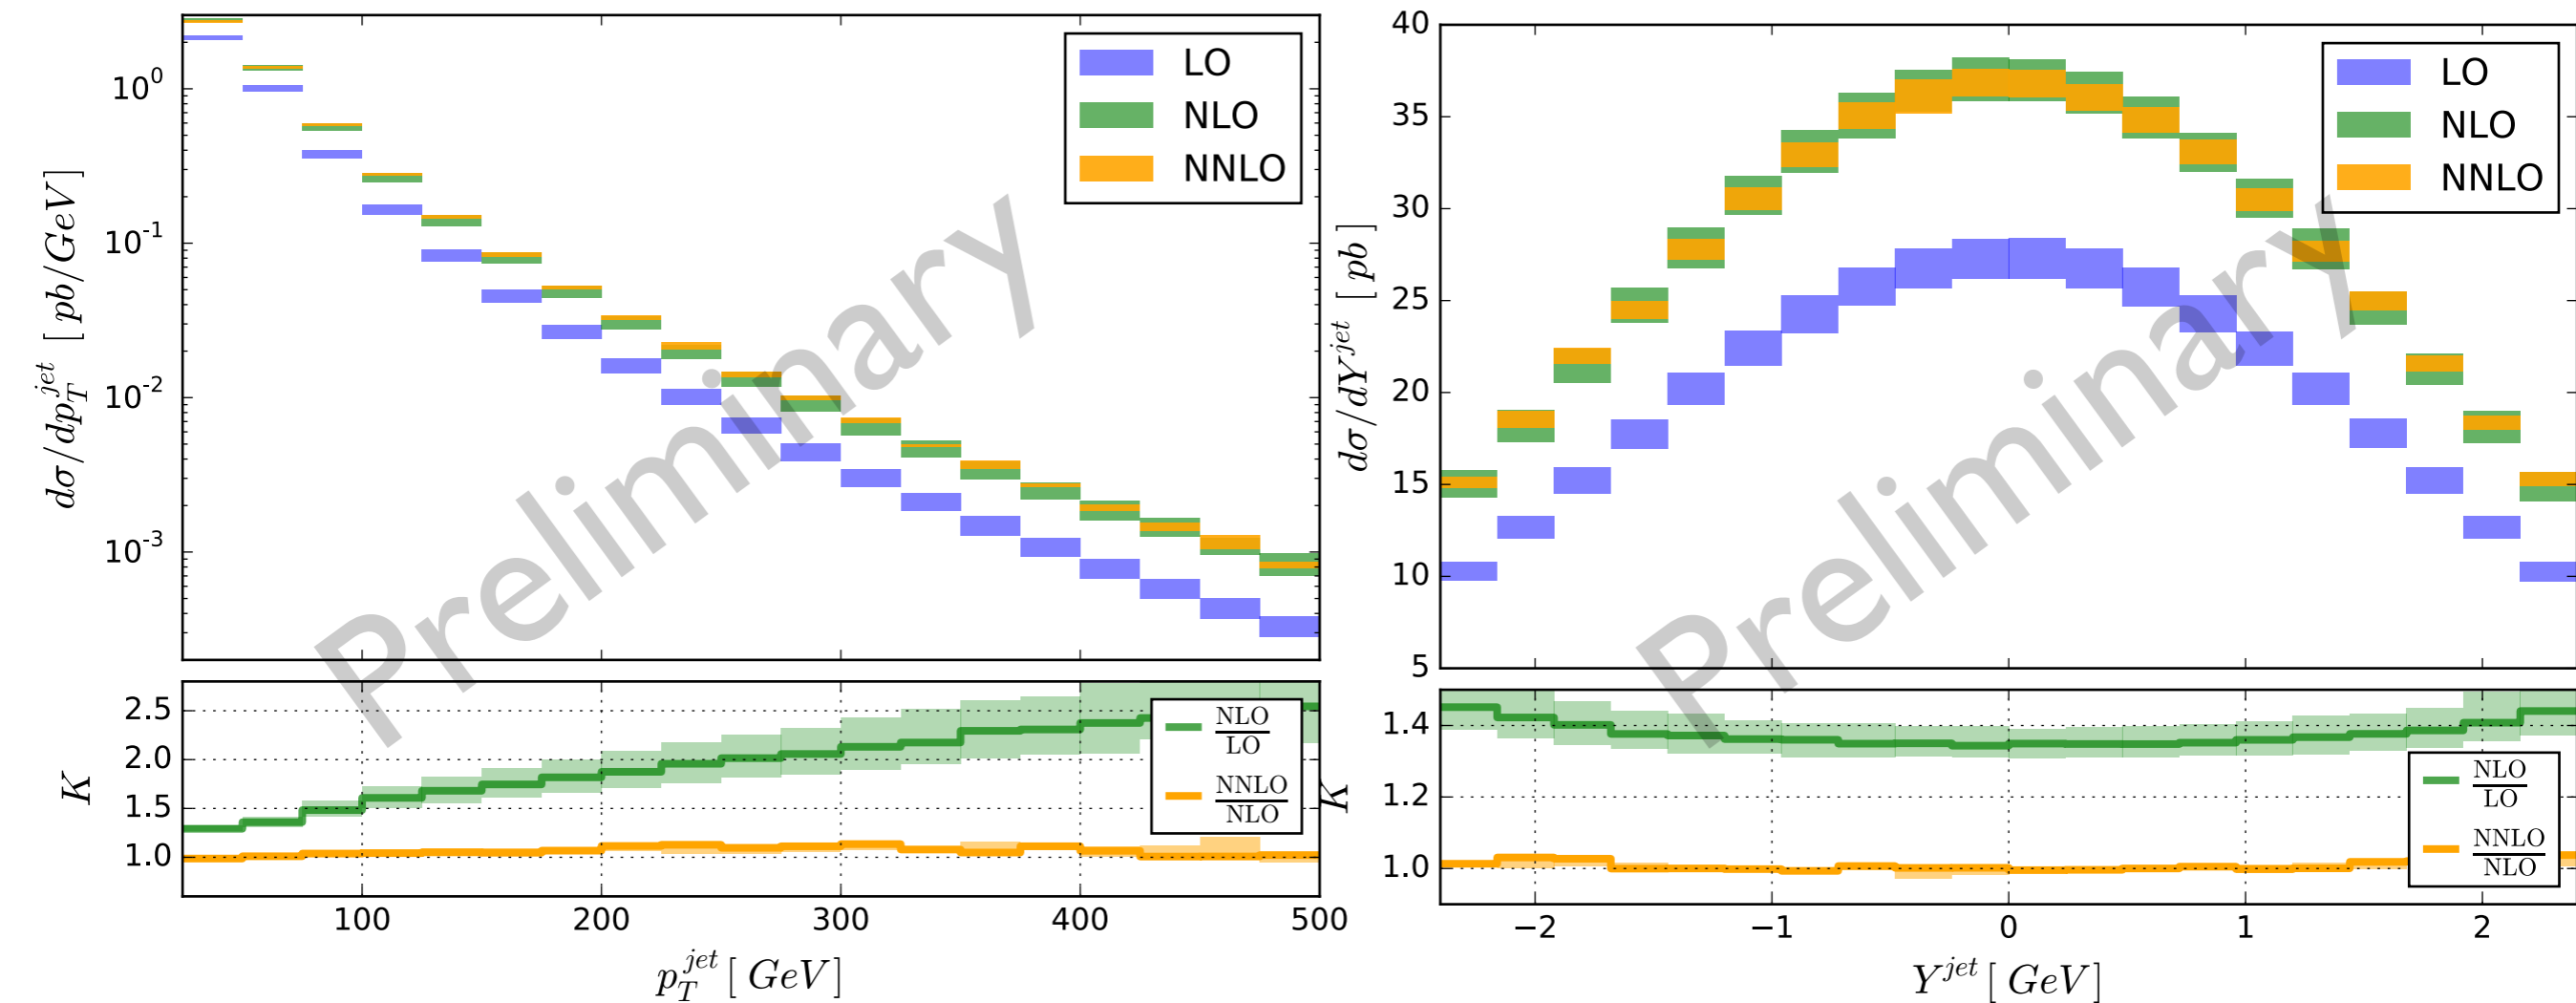 LO
NLO
NNLO
10^0
10^-1
10^-2
10^-3
dσ/dp_T^jet [pb/GeV]
Preliminary
2.5
2.0
1.5
1.0
K
NLO/LO
NNLO/NLO
100 200 300 400 500
p_T^jet [GeV]
LO
NLO
NNLO
40
35
30
25
20
15
10
5
dσ/dY^jet [pb]
Preliminary
1.4
1.2
1.0
K
NLO/LO
NNLO/NLO
−2 −1 0 1 2
Y^jet [GeV]